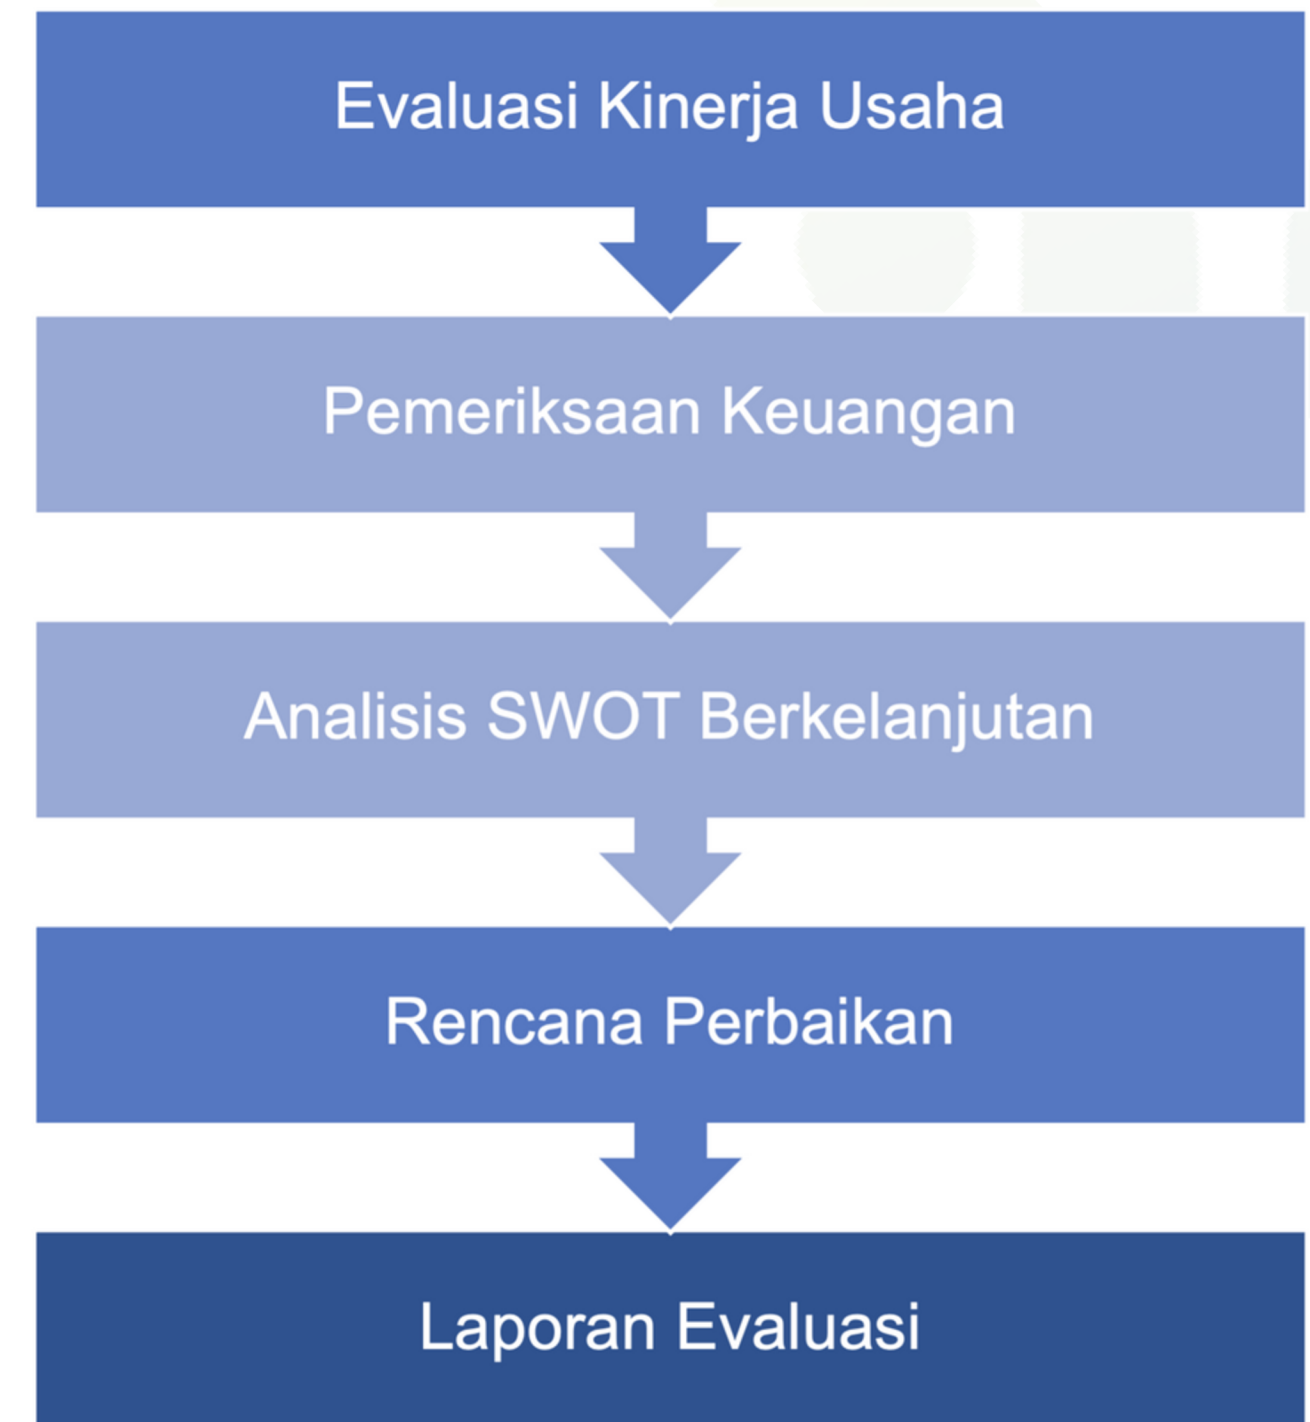 Evaluasi Kinerja Usaha
Pemeriksaan Keuangan
Analisis SWOT Berkelanjutan
Rencana Perbaikan
Laporan Evaluasi